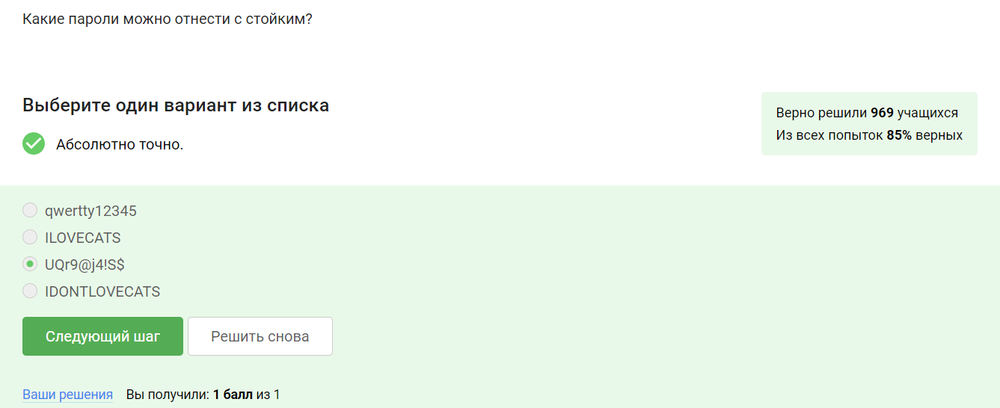 Какие пароли можно отнести с стойким?
Выберите один вариант из списка
Абсолютно точно.
Верно решили 969 учащихся
Из всех попыток 85% верных
qwertty12345
ILOVECATS
UQr9@j4!S$
IDONTLOVECATS
Следующий шаг
Решить снова
Ваши решения Вы получили: 1 балл из 1